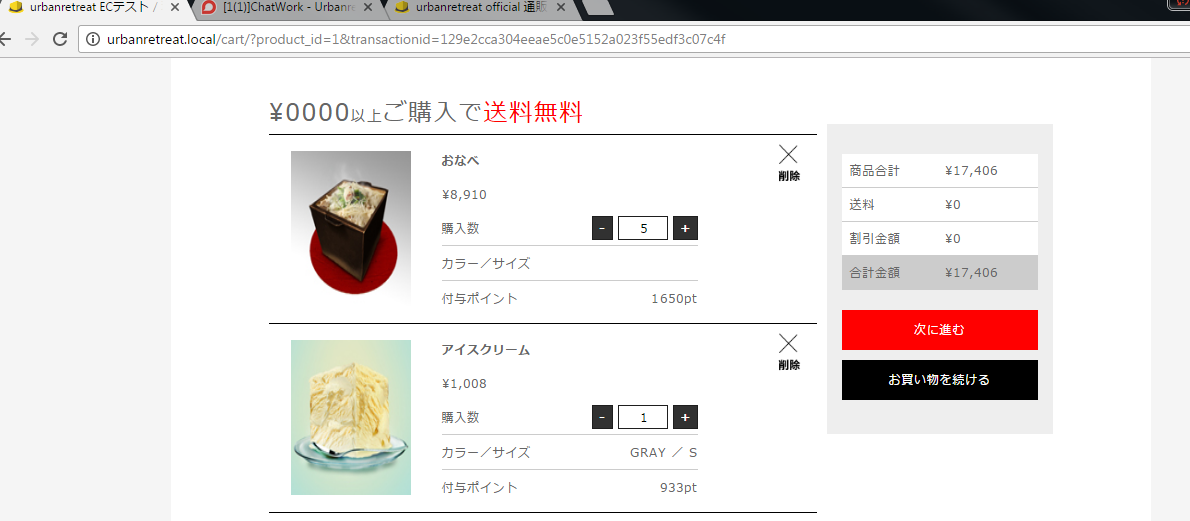 urbanretreat ECテスト /
[1(1)]ChatWork - Urbanr
urbanretreat official 通販
urbanretreat.local/cart/?product_id=1&transactionid=129e2cca304eeae5c0e5152a023f55edf3c07c4f
¥0000以上ご購入で送料無料
おなべ
削除
¥8,910
購入数 - 5 +
カラー／サイズ
付与ポイント 1650pt
アイスクリーム
削除
¥1,008
購入数 - 1 +
カラー／サイズ GRAY ／ S
付与ポイント 933pt
商品合計 ¥17,406
送料 ¥0
割引金額 ¥0
合計金額 ¥17,406
次に進む
お買い物を続ける